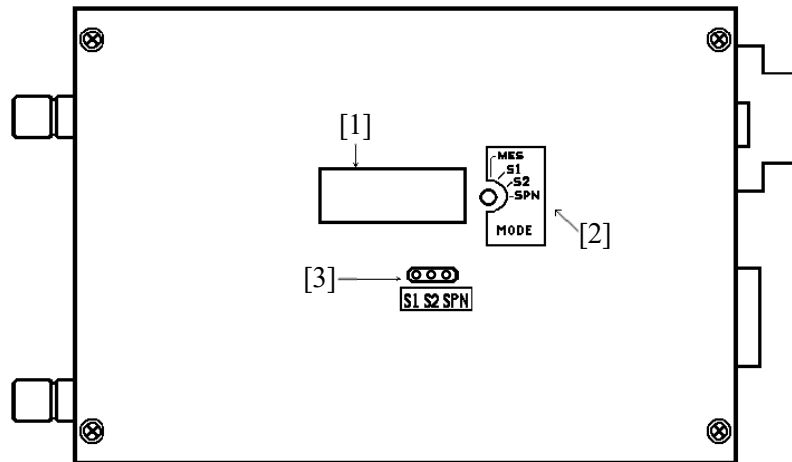 [1]
MES
S1
S2
SPN
MODE
[2]
[3]
S1 S2 SPN